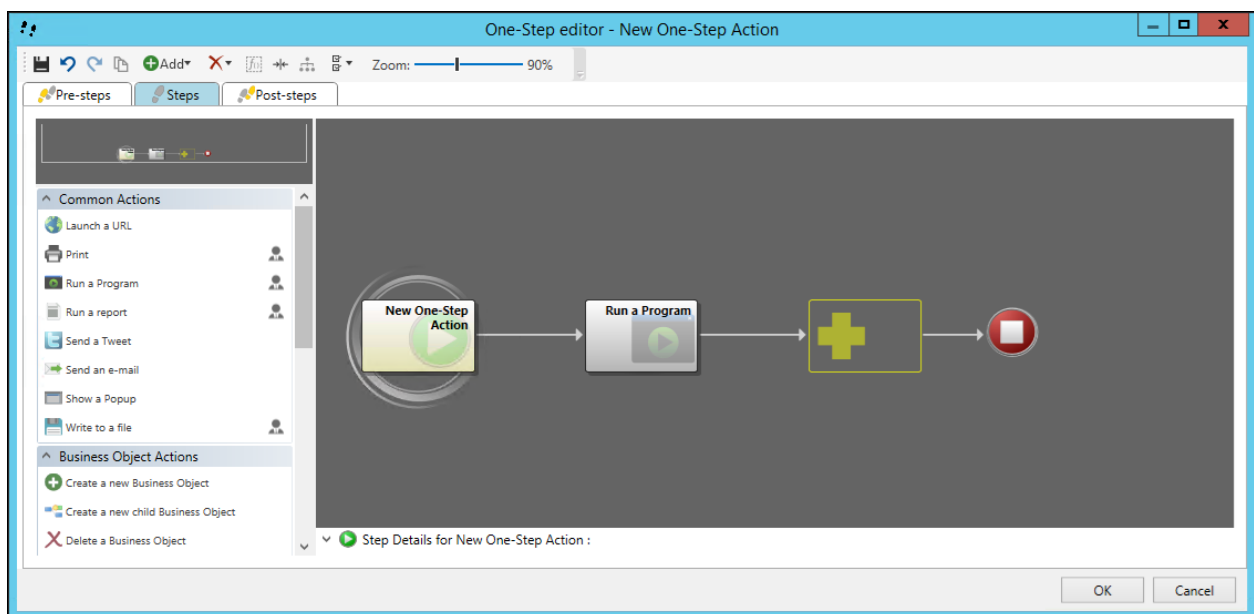 One-Step editor - New One-Step Action
Add
Zoom:
90%
Pre-steps
Steps
Post-steps
Common Actions
Launch a URL
Print
Run a Program
Run a report
Send a Tweet
Send an e-mail
Show a Popup
Write to a file
Business Object Actions
Create a new Business Object
Create a new child Business Object
Delete a Business Object
New One-Step
Action
Run a Program
Step Details for New One-Step Action :
OK
Cancel